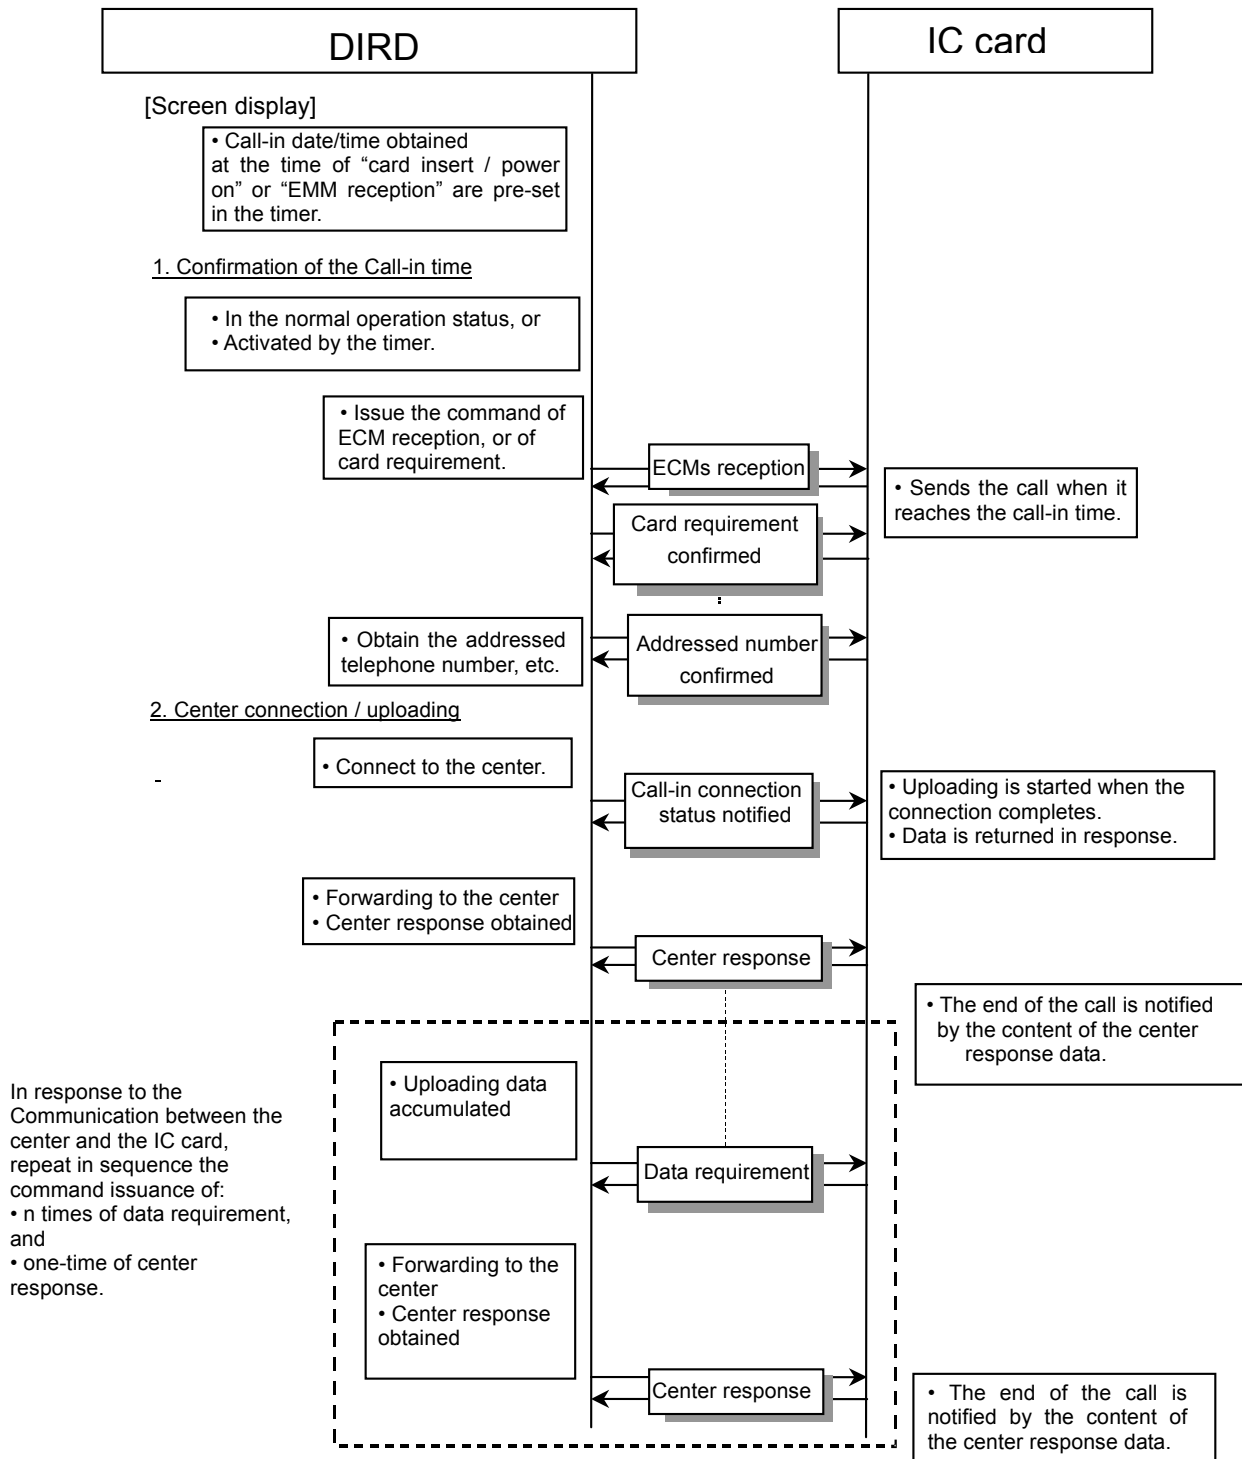 DIRD
IC card
[Screen display]
• Call-in date/time obtained
at the time of “card insert / power
on” or “EMM reception” are pre-set
in the timer.
1. Confirmation of the Call-in time
• In the normal operation status, or
• Activated by the timer.
• Issue the command of
ECM reception, or of
card requirement.
ECMs reception
• Sends the call when it
reaches the call-in time.
Card requirement
confirmed
• Obtain the addressed
telephone number, etc.
Addressed number
confirmed
2. Center connection / uploading
• Connect to the center.
Call-in connection
status notified
• Uploading is started when the
connection completes.
• Data is returned in response.
• Forwarding to the center
• Center response obtained
Center response
• The end of the call is notified
by the content of the center
response data.
In response to the
Communication between the
center and the IC card,
repeat in sequence the
command issuance of:
• n times of data requirement,
and
• one-time of center
response.
• Uploading data
accumulated
Data requirement
• Forwarding to the
center
• Center response
obtained
Center response
• The end of the call is
notified by the content of
the center response data.